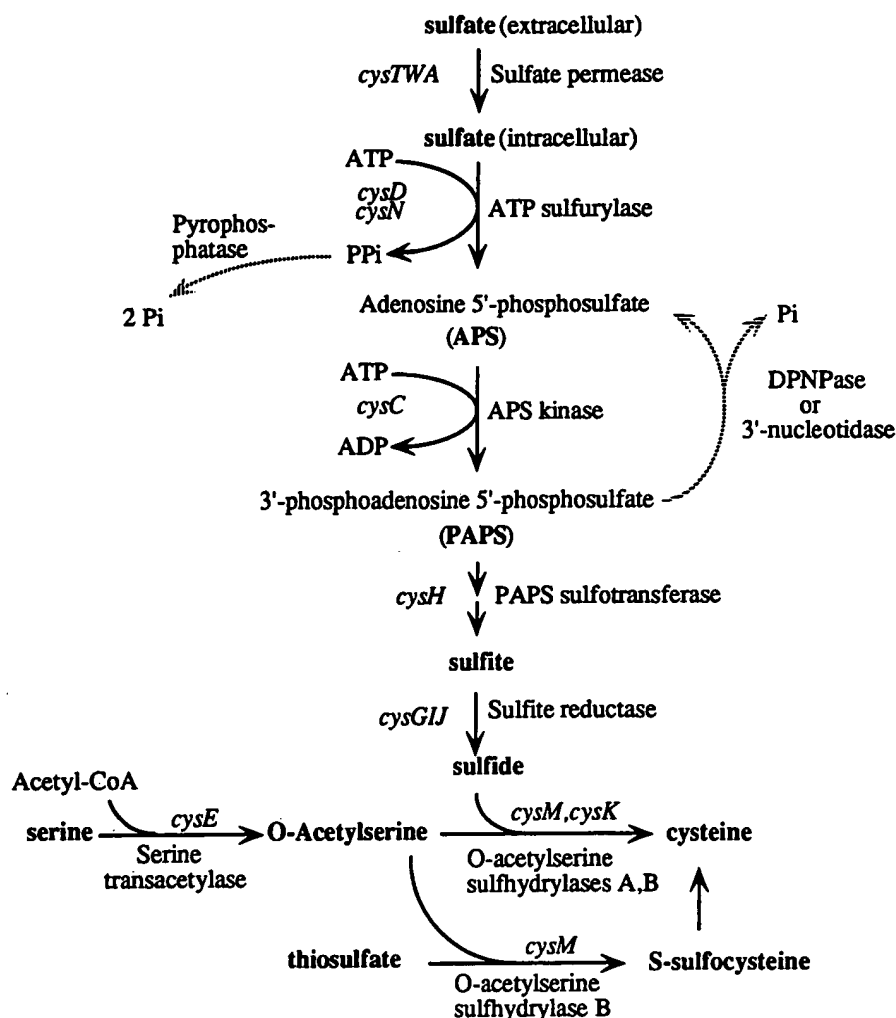 sulfate (extracellular)
cysTWA
Sulfate permease
sulfate (intracellular)
ATP
cysD
cysN
ATP sulfurylase
Pyrophos-
phatase
PPi
2 Pi
Adenosine 5'-phosphosulfate
(APS)
Pi
ATP
cysC
APS kinase
ADP
DPNPase
or
3'-nucleotidase
3'-phosphoadenosine 5'-phosphosulfate
(PAPS)
cysH
PAPS sulfotransferase
sulfite
cysGIJ
Sulfite reductase
sulfide
Acetyl-CoA
serine
cysE
Serine
transacetylase
O-Acetylserine
cysM,cysK
O-acetylserine
sulfhydrylases A,B
cysteine
thiosulfate
cysM
O-acetylserine
sulfhydrylase B
S-sulfocysteine